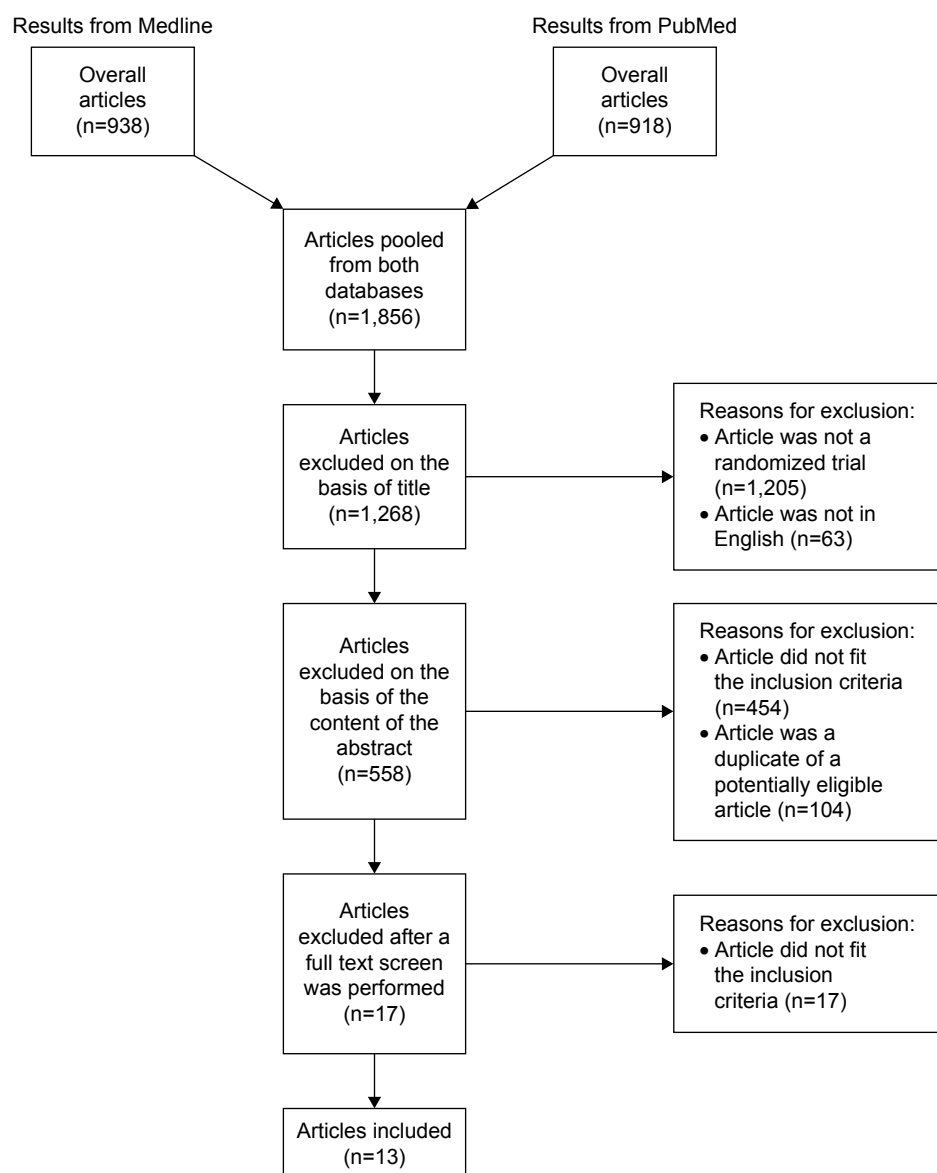 Results from Medline
Results from PubMed
Overall
articles
(n=938)
Overall
articles
(n=918)
Articles pooled
from both
databases
(n=1,856)
Articles
excluded on the
basis of title
(n=1,268)
Reasons for exclusion:
• Article was not a
randomized trial
(n=1,205)
• Article was not in
English (n=63)
Articles
excluded on the
basis of the
content of the
abstract
(n=558)
Reasons for exclusion:
• Article did not fit
the inclusion criteria
(n=454)
• Article was a
duplicate of a
potentially eligible
article (n=104)
Articles
excluded after a
full text screen
was performed
(n=17)
Reasons for exclusion:
• Article did not fit
the inclusion
criteria (n=17)
Articles included
(n=13)